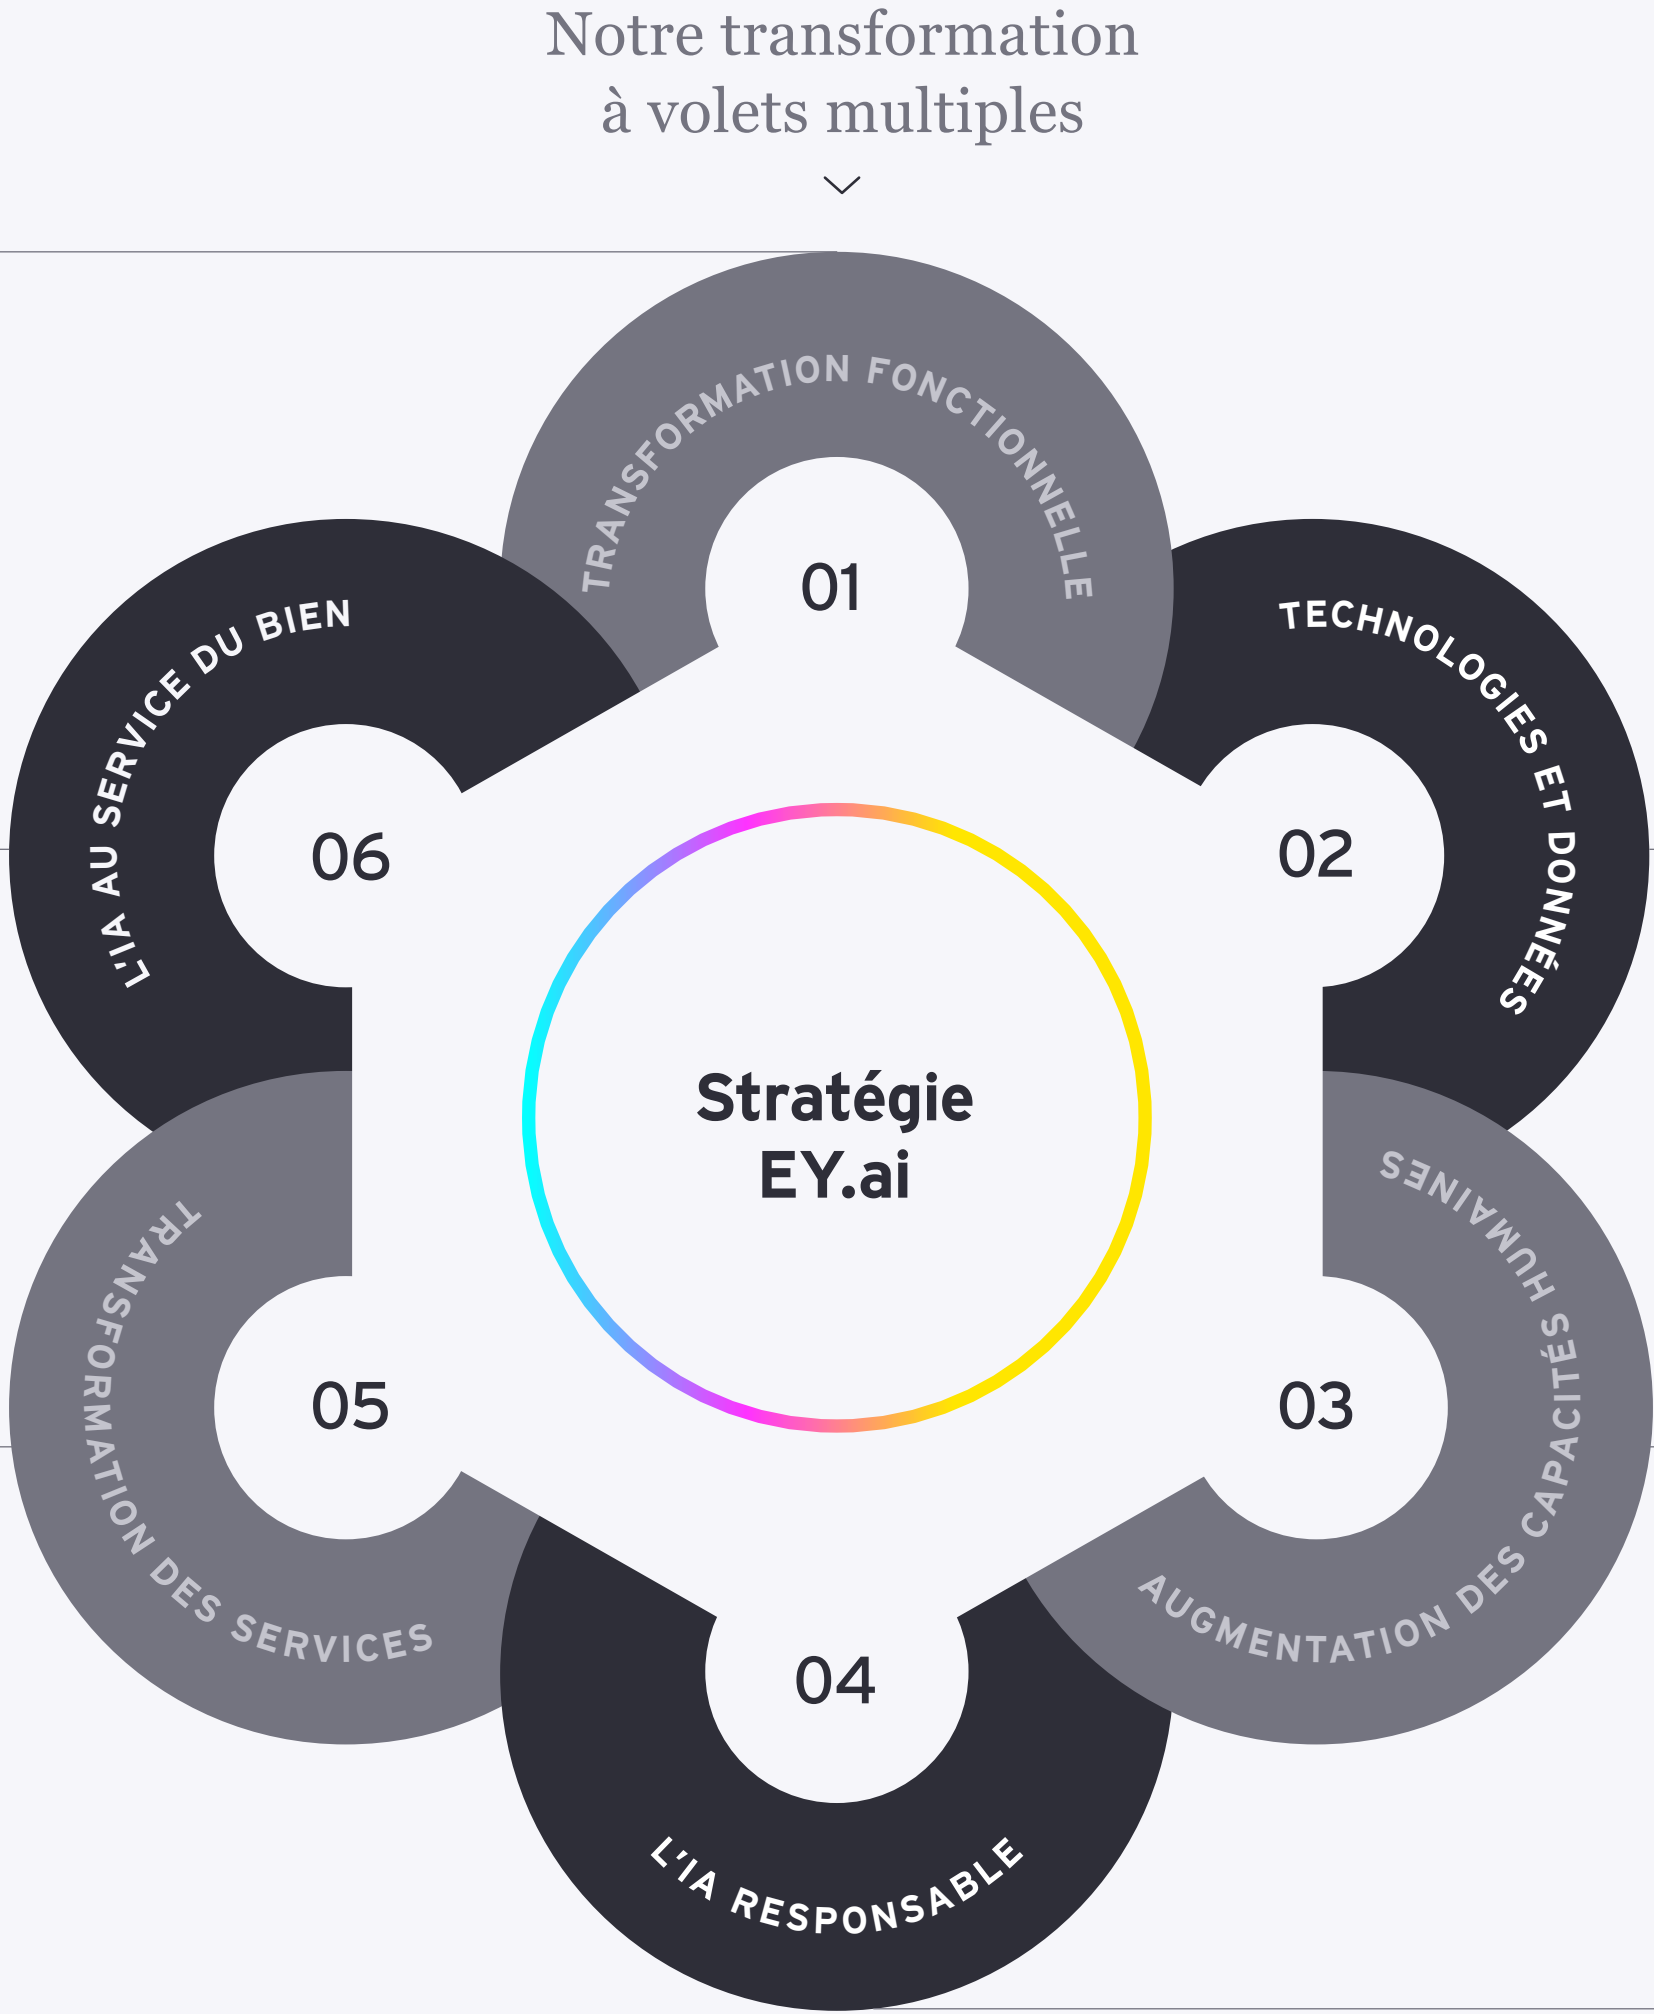 Notre transformation
à volets multiples
TRANSFORMATION FONCTIONNELLE
01
TECHNOLOGIES ET DONNÉES
02
AUGMENTATION DES CAPACITÉS HUMAINES
03
L'IA RESPONSABLE
04
TRANSFORMATION DES SERVICES
05
L'IA AU SERVICE DU BIEN
06
Stratégie
EY.ai